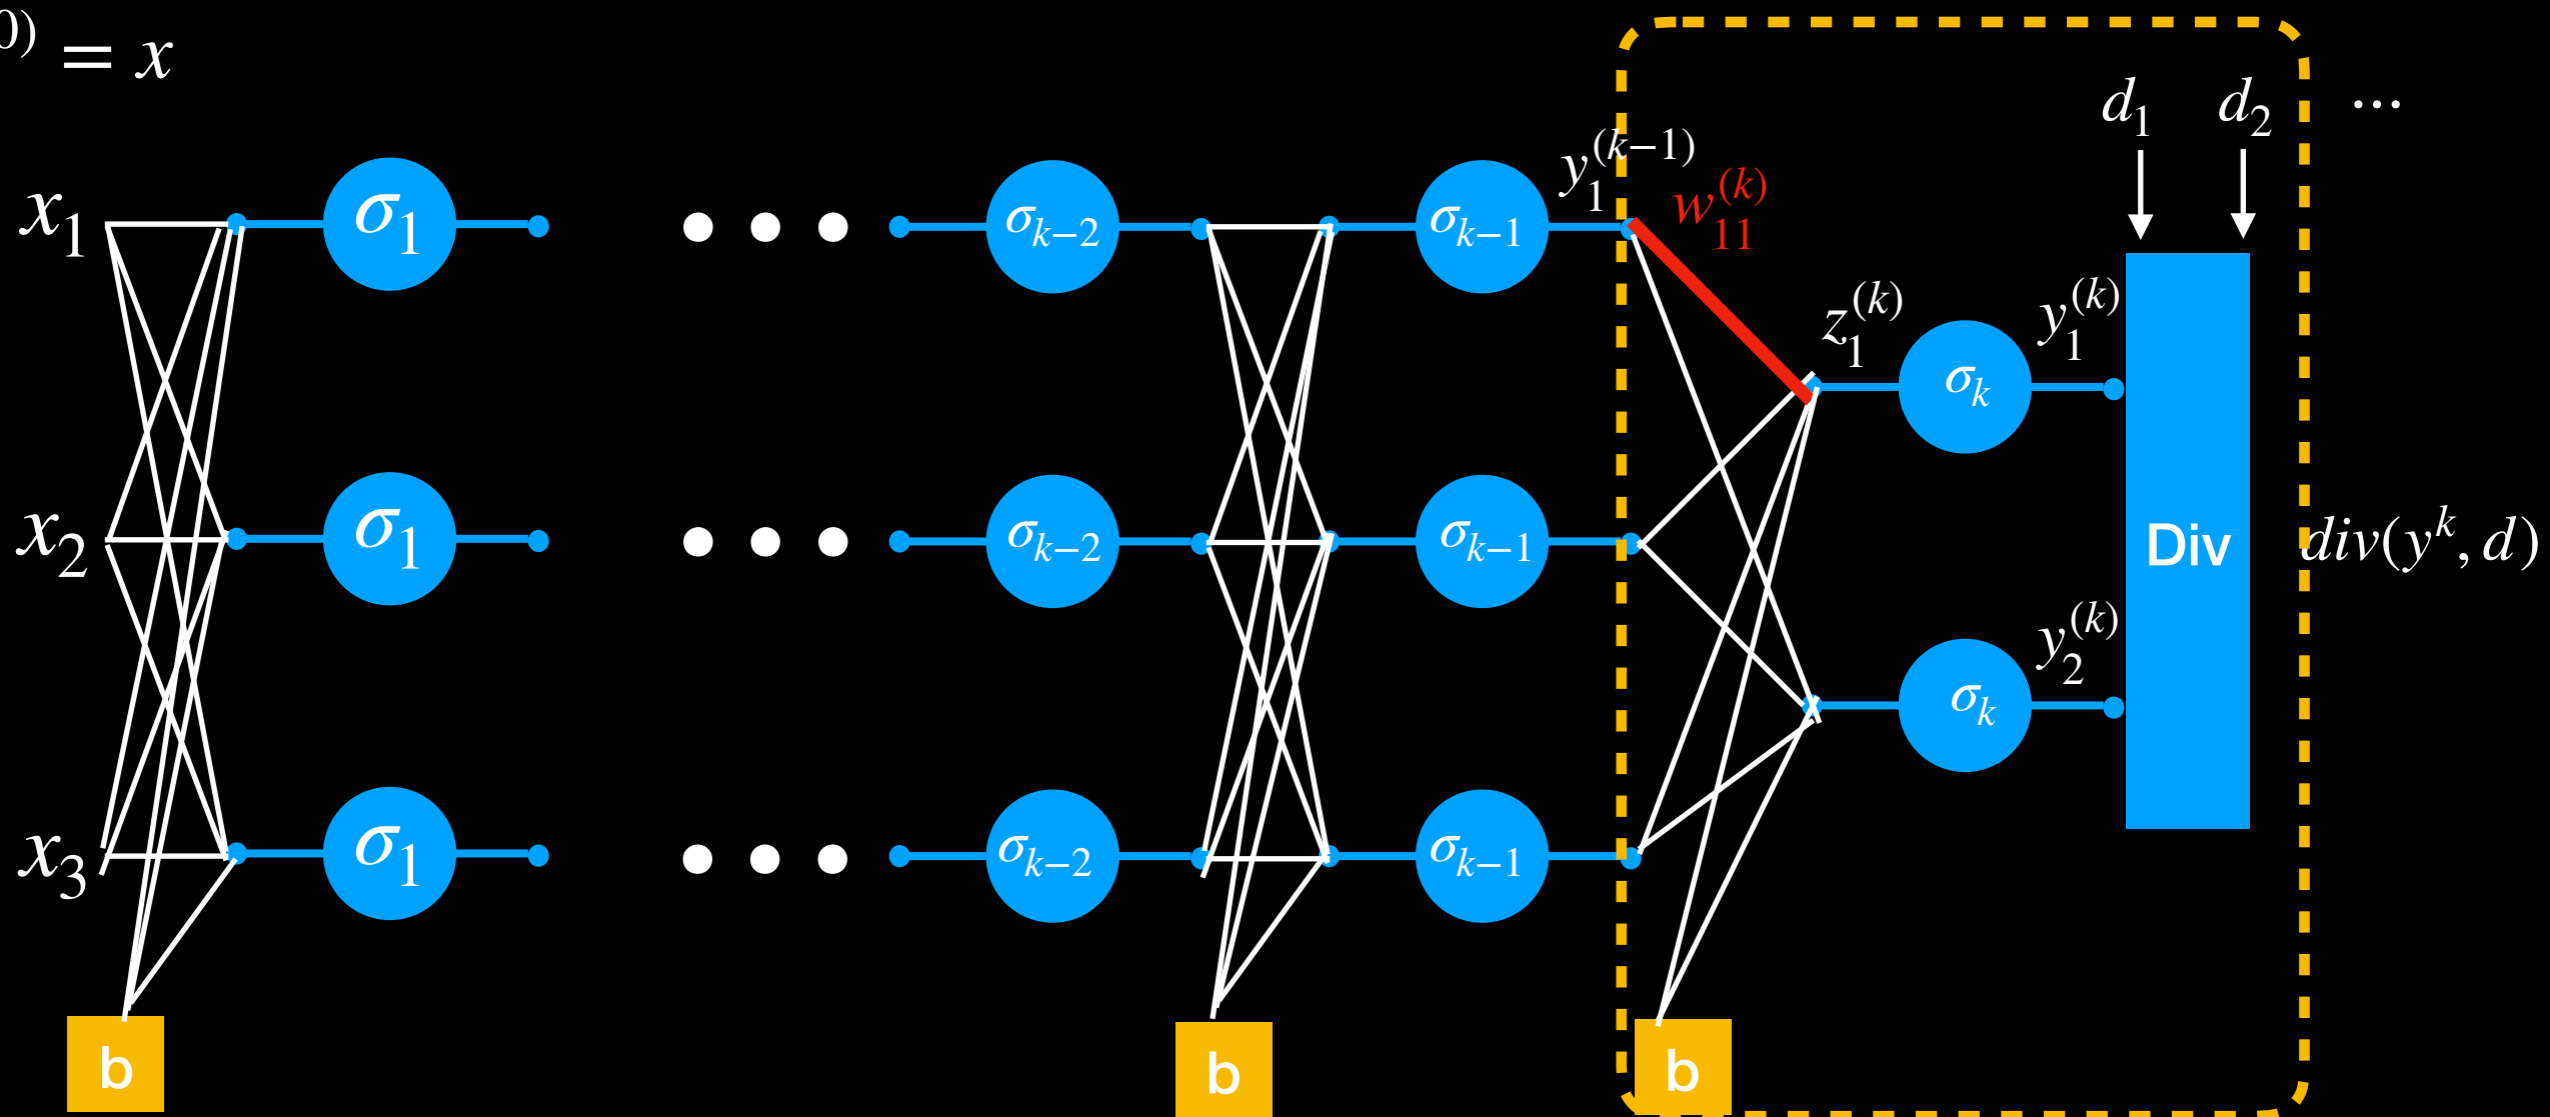 0) = x
d₁ d₂ ...
y₁⁽ᵏ⁻¹⁾
w₁₁⁽ᵏ⁾
x₁ σ₁ σₖ₋₂ σₖ₋₁
z₁⁽ᵏ⁾ σₖ y₁⁽ᵏ⁾
x₂ σ₁ σₖ₋₂ σₖ₋₁ Div div(yᵏ, d)
σₖ y₂⁽ᵏ⁾
x₃ σ₁ σₖ₋₂ σₖ₋₁
b b b